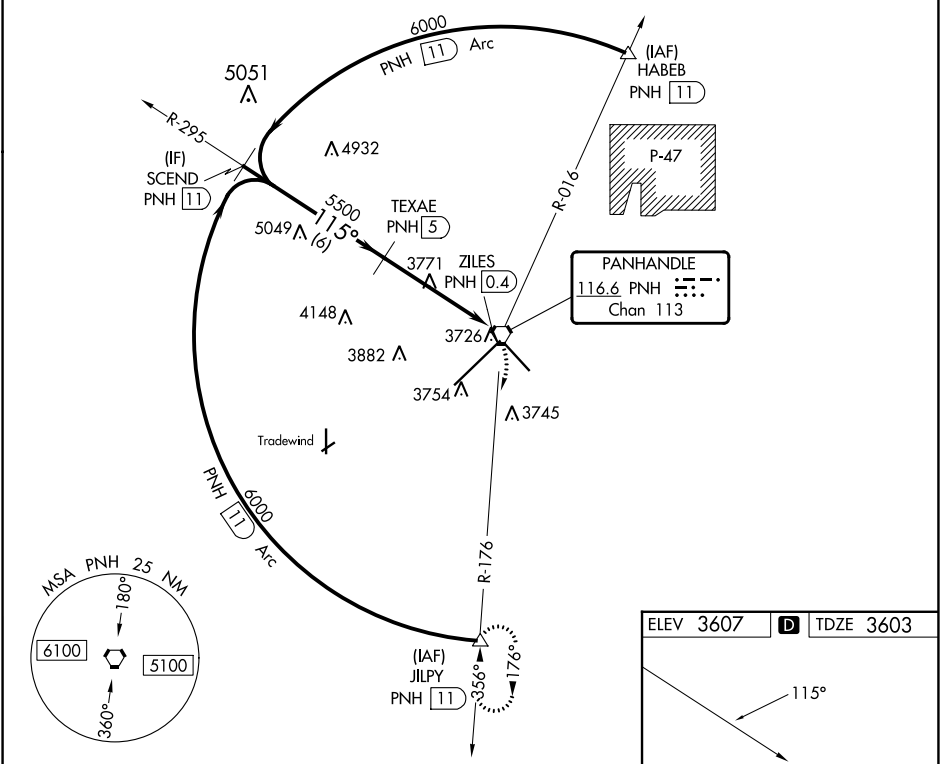 6000
PNH 11 Arc
(IAF)
HABEB
PNH 11
5051
R-295
4932
P-47
(IF)
SCEND
PNH 11
R-016
5500
115°
5049 (6)
TEXAE
PNH 5
3771
ZILES
PNH 0.4
PANHANDLE
116.6 PNH
Chan 113
4148
3726
3882
3754
3745
Tradewind
6000
PNH 11 Arc
R-176
MSA PNH 25 NM
180°
6100
5100
360°
(IAF)
JILPY
PNH 11
356°
176°
ELEV 3607 D TDZE 3603
115°